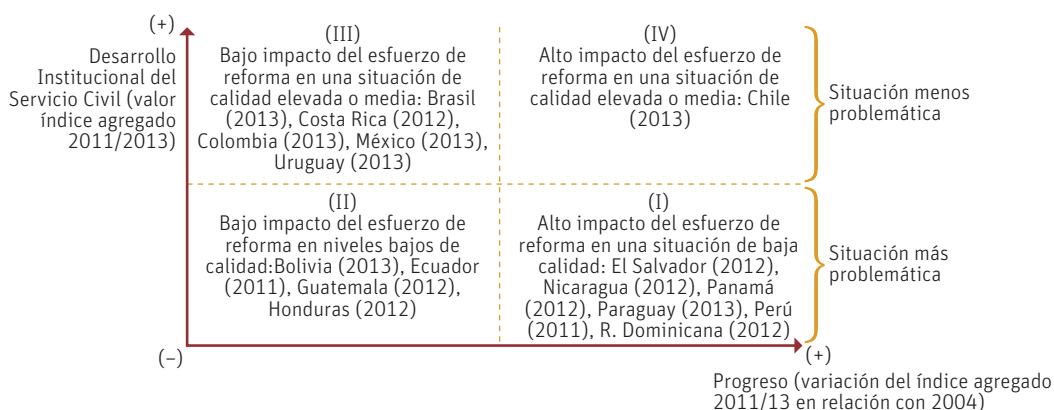 (+)
Desarrollo
Institucional del
Servicio Civil (valor
índice agregado
2011/2013)
(III)
Bajo impacto del esfuerzo de
reforma en una situación de
calidad elevada o media: Brasil
(2013), Costa Rica (2012),
Colombia (2013), México (2013),
Uruguay (2013)
(IV)
Alto impacto del esfuerzo de
reforma en una situación de
calidad elevada o media: Chile
(2013)
Situación menos
problemática
(II)
Bajo impacto del esfuerzo de
reforma en niveles bajos de
calidad:Bolivia (2013), Ecuador
(2011), Guatemala (2012),
Honduras (2012)
(I)
Alto impacto del esfuerzo de
reforma en una situación de baja
calidad: El Salvador (2012),
Nicaragua (2012), Panamá
(2012), Paraguay (2013), Perú
(2011), R. Dominicana (2012)
Situación más
problemática
(–)
(+)
Progreso (variación del índice agregado
2011/13 en relación con 2004)